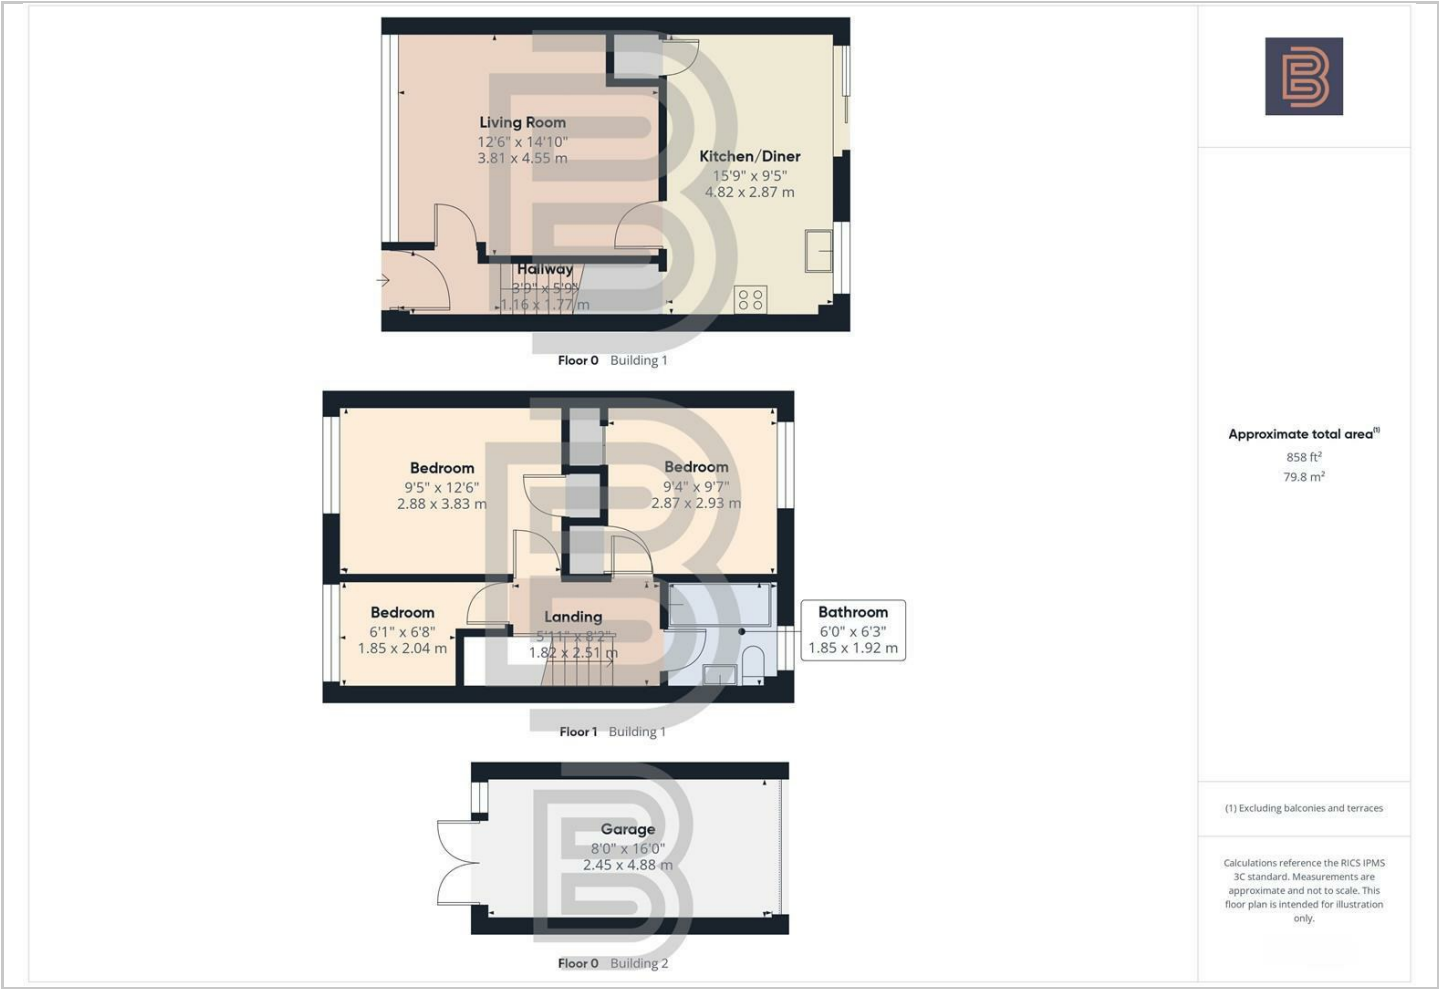 Living Room
12'6" x 14'10"
3.81 x 4.55 m
Kitchen/Diner
15'9" x 9'5"
4.82 x 2.87 m
Hallway
3'9" x 5'9"
1.16 x 1.77 m
Floor 0 Building 1
Bedroom
9'5" x 12'6"
2.88 x 3.83 m
Bedroom
9'4" x 9'7"
2.87 x 2.93 m
Bedroom
6'1" x 6'8"
1.85 x 2.04 m
Landing
5'11" x 8'2"
1.82 x 2.51 m
Bathroom
6'0" x 6'3"
1.85 x 1.92 m
Floor 1 Building 1
Garage
8'0" x 16'0"
2.45 x 4.88 m
Floor 0 Building 2
B
Approximate total area(1)
858 ft²
79.8 m²
(1) Excluding balconies and terraces
Calculations reference the RICS IPMS
3C standard. Measurements are
approximate and not to scale. This
floor plan is intended for illustration
only.